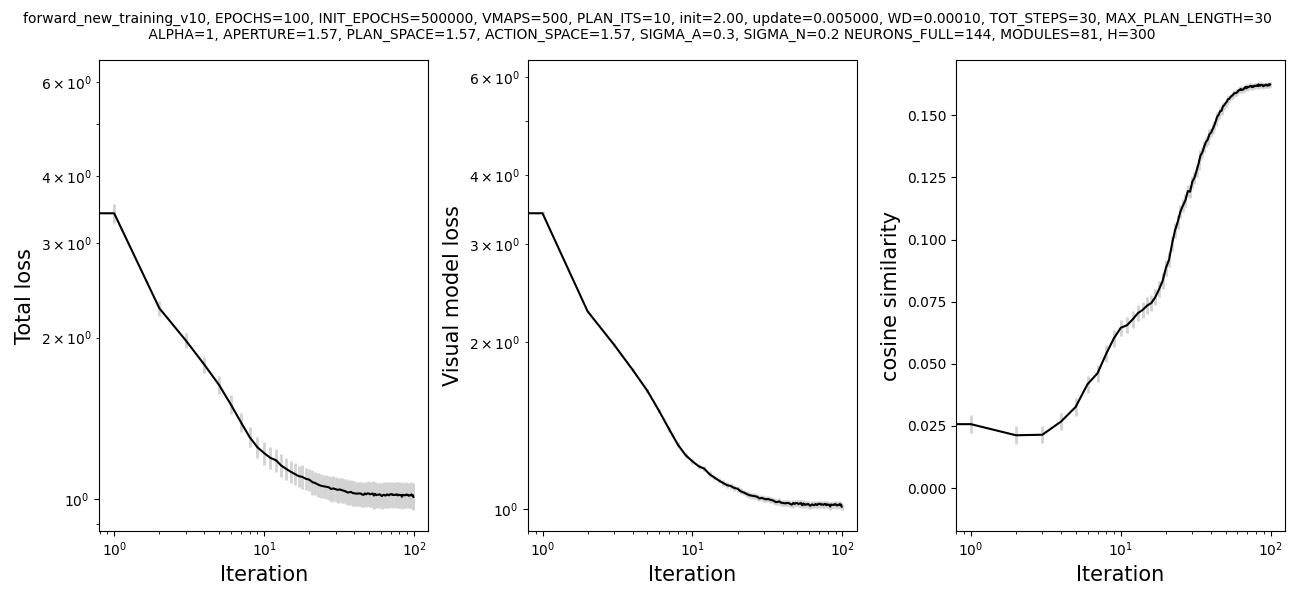 forward_new_training_v10, EPOCHS=100, INIT_EPOCHS=500000, VMAPS=500, PLAN_ITS=10, init=2.00, update=0.005000, WD=0.00010, TOT_STEPS=30, MAX_PLAN_LENGTH=30
ALPHA=1, APERTURE=1.57, PLAN_SPACE=1.57, ACTION_SPACE=1.57, SIGMA_A=0.3, SIGMA_N=0.2 NEURONS_FULL=144, MODULES=81, H=300
Total loss
6 × 10⁰
4 × 10⁰
3 × 10⁰
2 × 10⁰
10⁰
10⁰ 10¹ 10²
Iteration
Visual model loss
6 × 10⁰
4 × 10⁰
3 × 10⁰
2 × 10⁰
10⁰
10⁰ 10¹ 10²
Iteration
cosine similarity
0.150
0.125
0.100
0.075
0.050
0.025
0.000
10⁰ 10¹ 10²
Iteration